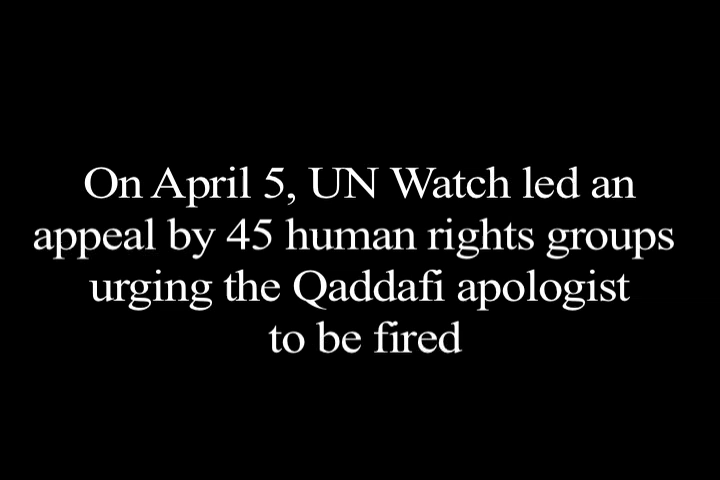 On April 5, UN Watch led an
appeal by 45 human rights groups
urging the Qaddafi apologist
to be fired